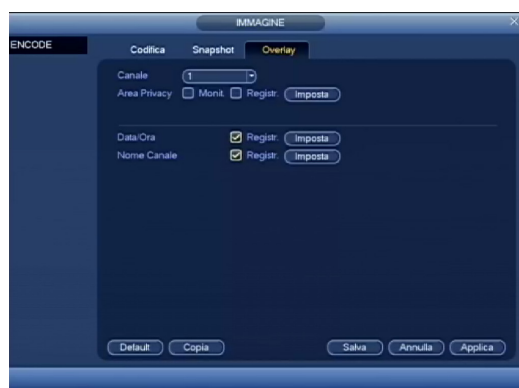 IMMAGINE
ENCODE
Codifica Snapshot Overlay
Canale 1
Area Privacy Monit. Registr. Imposta
Data/Ora Registr. Imposta
Nome Canale Registr. Imposta
Default Copia Salva Annulla Applica